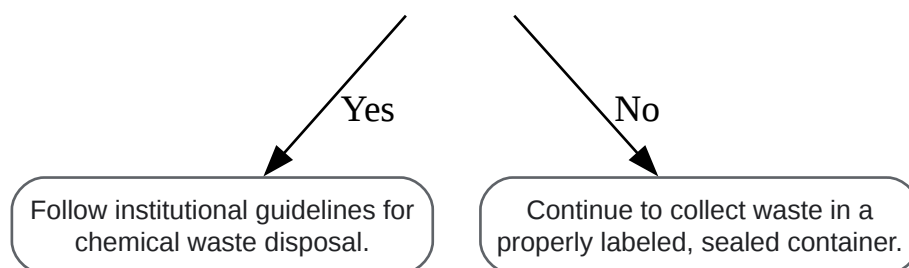 Yes
No
Follow institutional guidelines for
chemical waste disposal.
Continue to collect waste in a
properly labeled, sealed container.